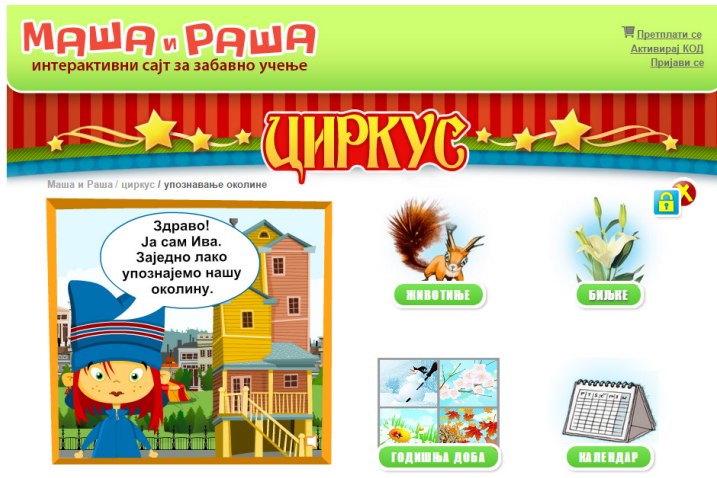 Маша и Раша
интерактивни сајт за забавно учење
Претплати се
Активирај КОД
Пријави се
ЦИРКУС
Маша и Раша / циркус / упознавање околине
Здраво!
Ја сам Ива.
Заједно лако
упознајемо нашу
околину.
ЖИВОТИЊЕ
БИЉКЕ
ГОДИШЊА ДОБА
КАЛЕНДАР